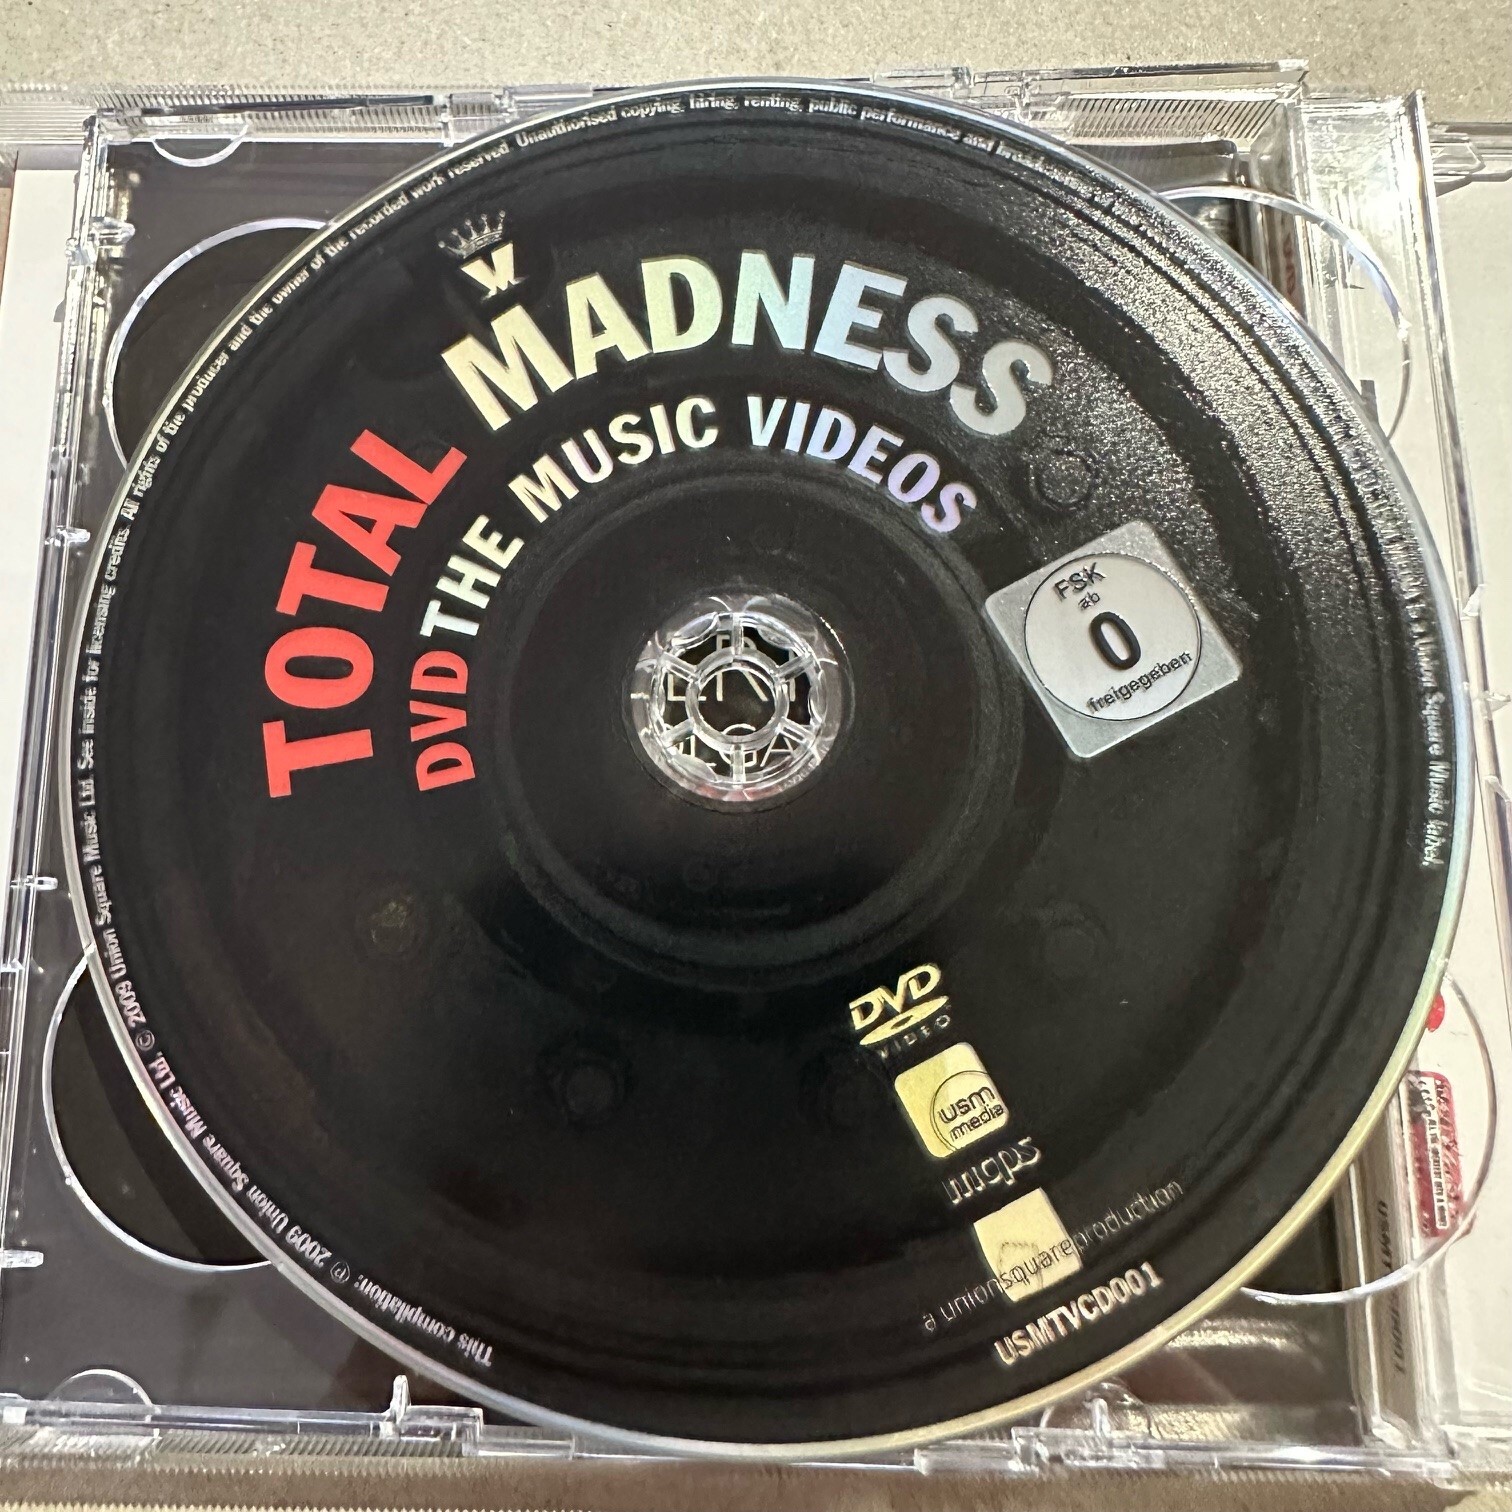 TOTAL MADNESS
DVD THE MUSIC VIDEOS
FSK
ab
0
freigegeben
DVD
VIDEO
usm
media
mcps
a unionsquareproduction
USMTVCD001
This compilation: ℗ 2009 Union Square Music Ltd. © 2009 Union Square Music Ltd. See inside for licensing credits. All rights of the producer and the owner of the recorded work reserved. Unauthorised copying, hiring, renting, public performance and broadcasting of this
Union Square Music label.